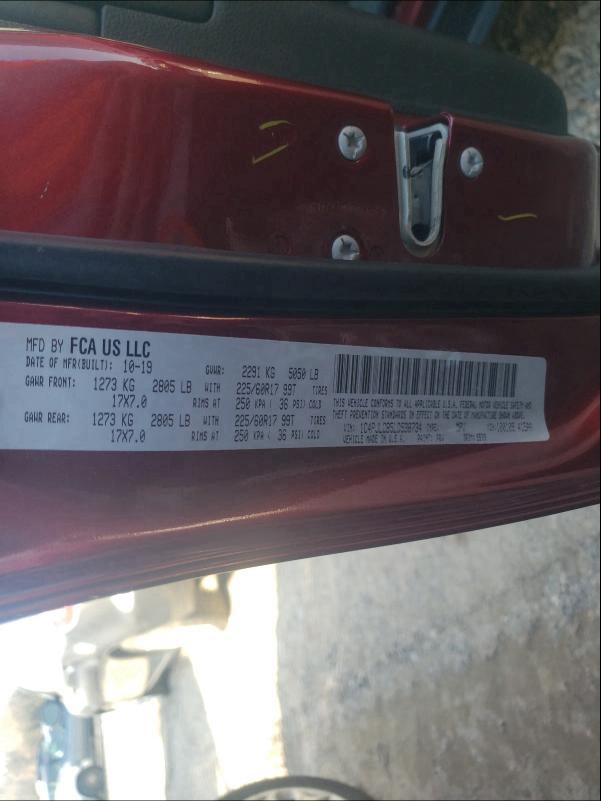 MFD BY FCA US LLC
DATE OF MFR(BUILT): 10-19 GVWR: 2291 KG 5050 LB
GAWR FRONT: 1273 KG 2805 LB WITH 225/60R17 99T TIRES
17X7.0 RIMS AT 250 KPA ( 36 PSI) COLD
GAWR REAR: 1273 KG 2805 LB WITH 225/60R17 99T TIRES
17X7.0 RIMS AT 250 KPA ( 36 PSI) COLD
THIS VEHICLE CONFORMS TO ALL APPLICABLE U.S.A. FEDERAL MOTOR VEHICLE SAFETY AND
THEFT PREVENTION STANDARDS IN EFFECT ON THE DATE OF MANUFACTURE SHOWN ABOVE.
VIN: TYPE: MPV
PAINT: